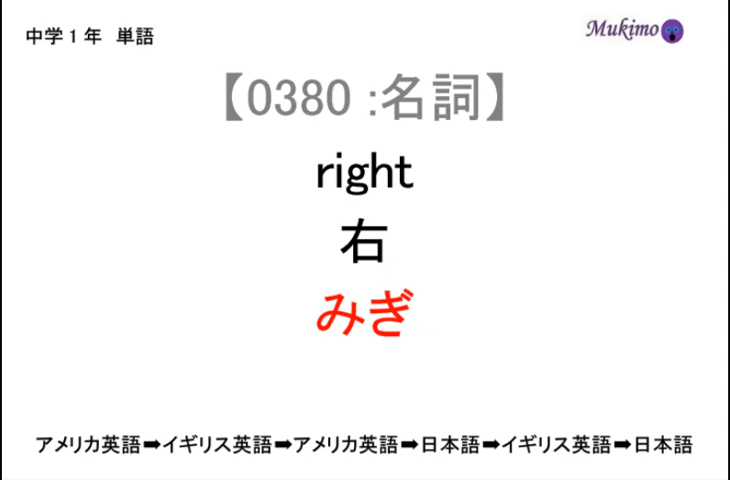 中学1年 単語
Mukimo
【0380 :名詞】
right
右
みぎ
アメリカ英語➡イギリス英語➡アメリカ英語➡日本語➡イギリス英語➡日本語